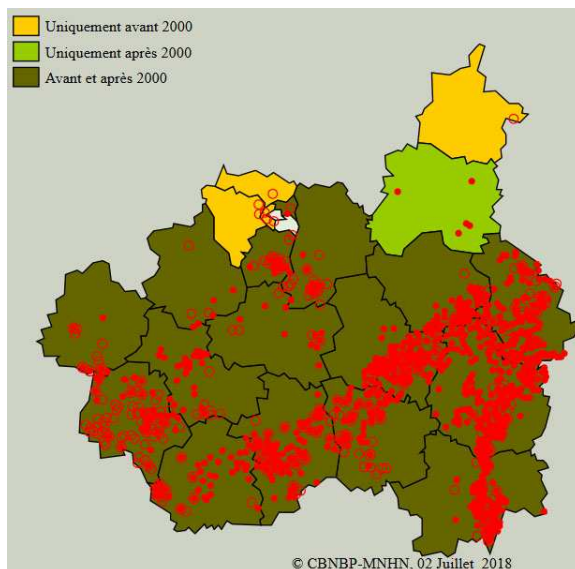 Uniquement avant 2000
Uniquement après 2000
Avant et après 2000
© CBNBP-MNHN, 02 Juillet 2018